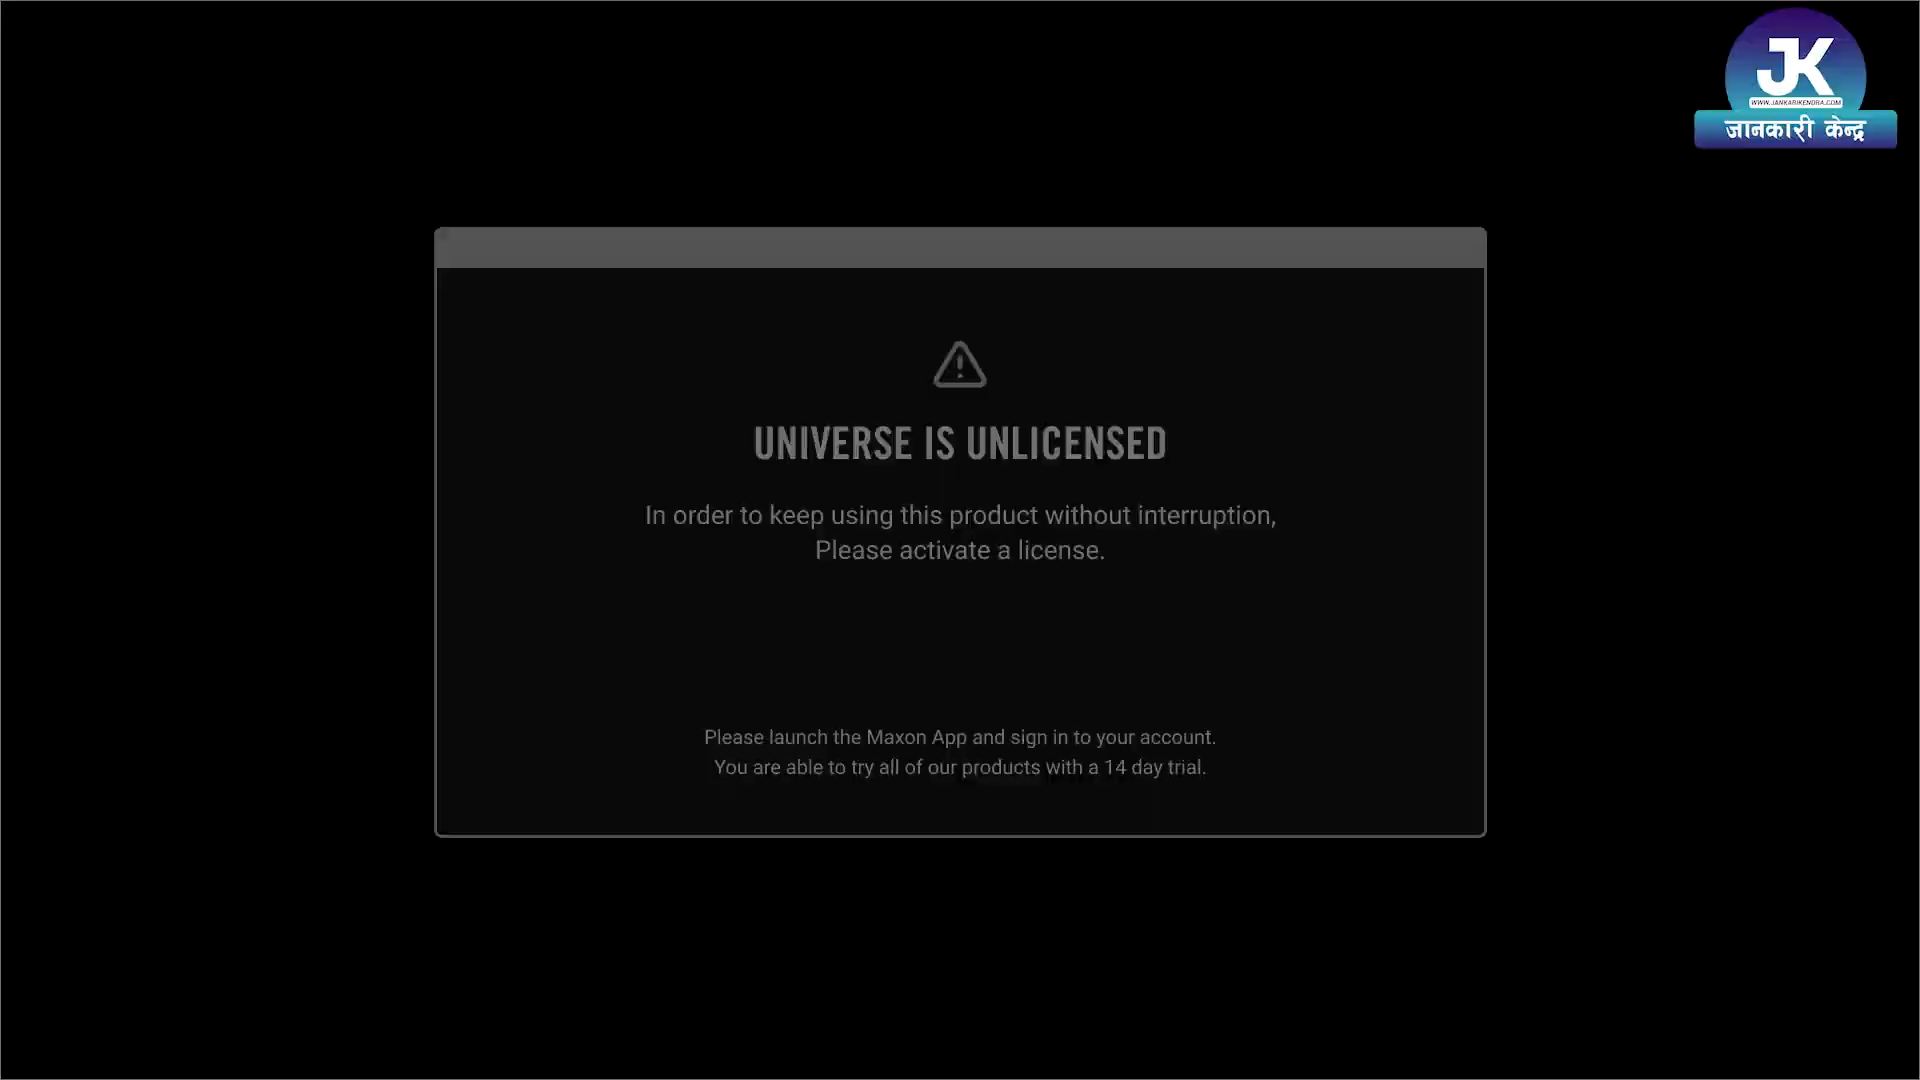 JK
WWW.JANKARIKENDRA.COM
जानकारी केन्द्र
UNIVERSE IS UNLICENSED
In order to keep using this product without interruption,
Please activate a license.
Please launch the Maxon App and sign in to your account.
You are able to try all of our products with a 14 day trial.